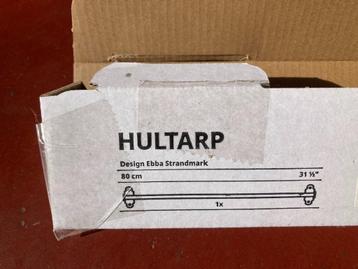 HULTARP
Design Ebba Strandmark
80 cm 31 ½"
1x